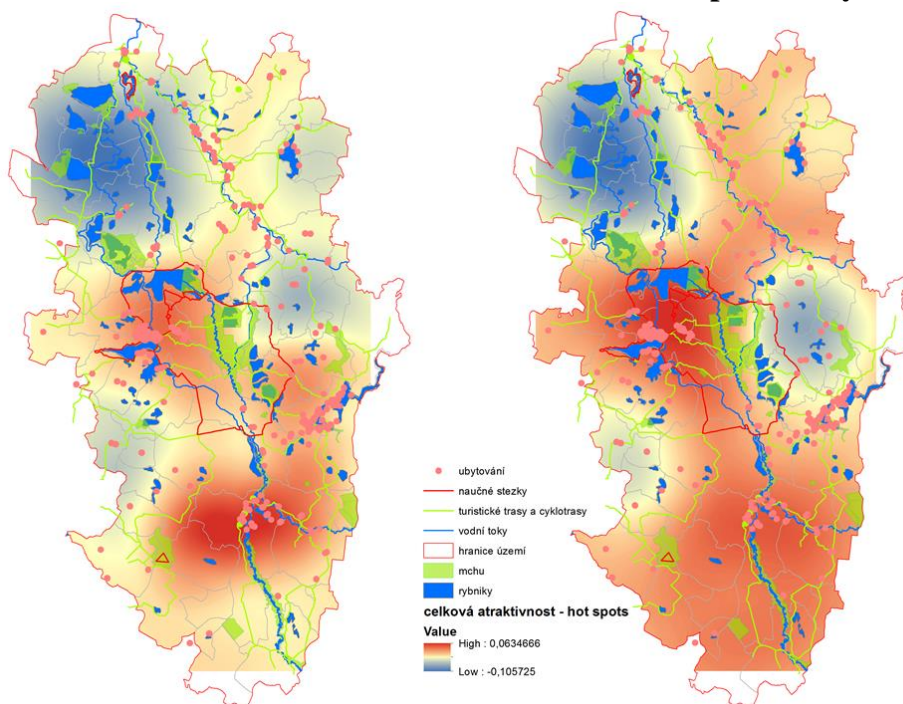 ubytování
naučné stezky
turistické trasy a cyklotrasy
vodní toky
hranice území
mchu
rybniky
celková atraktivnost - hot spots
Value
High : 0,0634666
Low : -0,105725